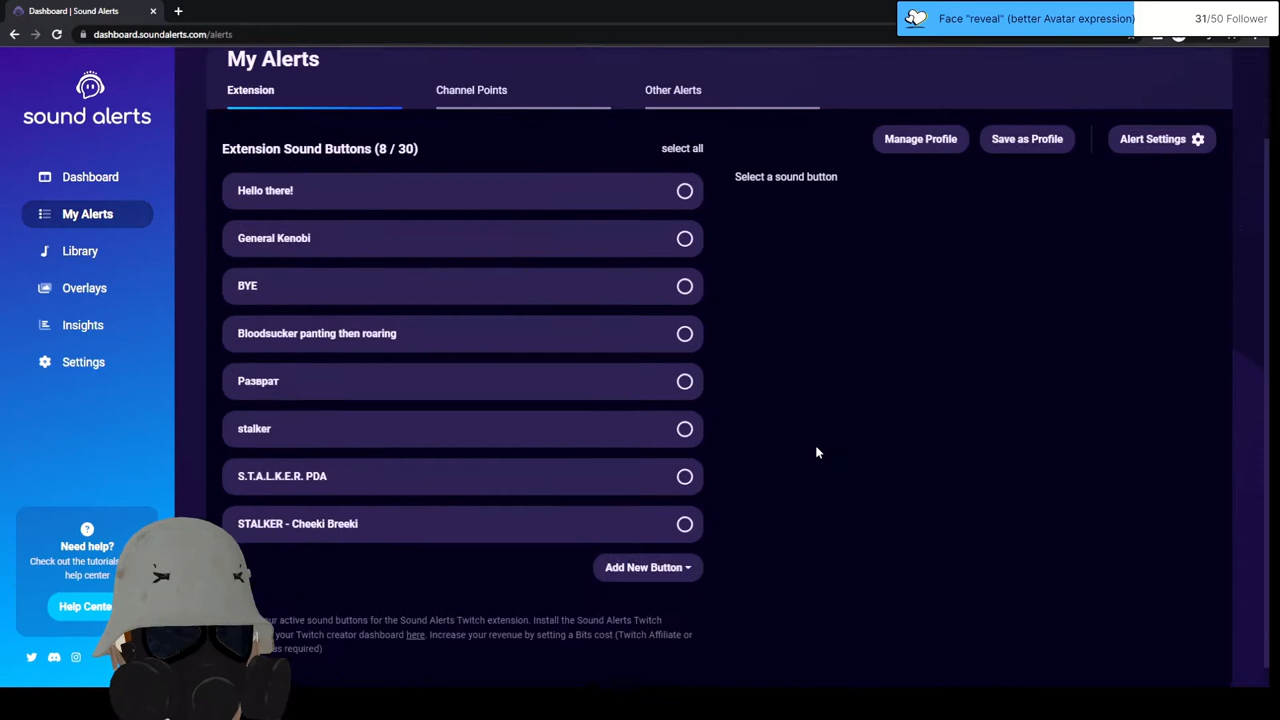 Dashboard | Sound Alerts
dashboard.soundalerts.com/alerts
Face "reveal" (better Avatar expression)
31/50 Follower
sound alerts
Dashboard
My Alerts
Library
Overlays
Insights
Settings
?
Need help?
Check out the tutorials
help center
Help Cente
My Alerts
Extension
Channel Points
Other Alerts
Extension Sound Buttons (8 / 30)
select all
Manage Profile
Save as Profile
Alert Settings
Select a sound button
Hello there!
General Kenobi
BYE
Bloodsucker panting then roaring
Разврат
stalker
S.T.A.L.K.E.R. PDA
STALKER - Cheeki Breeki
Add New Button
active sound buttons for the Sound Alerts Twitch extension. Install the Sound Alerts Twitch
your Twitch creator dashboard here. Increase your revenue by setting a Bits cost (Twitch Affiliate or
required)